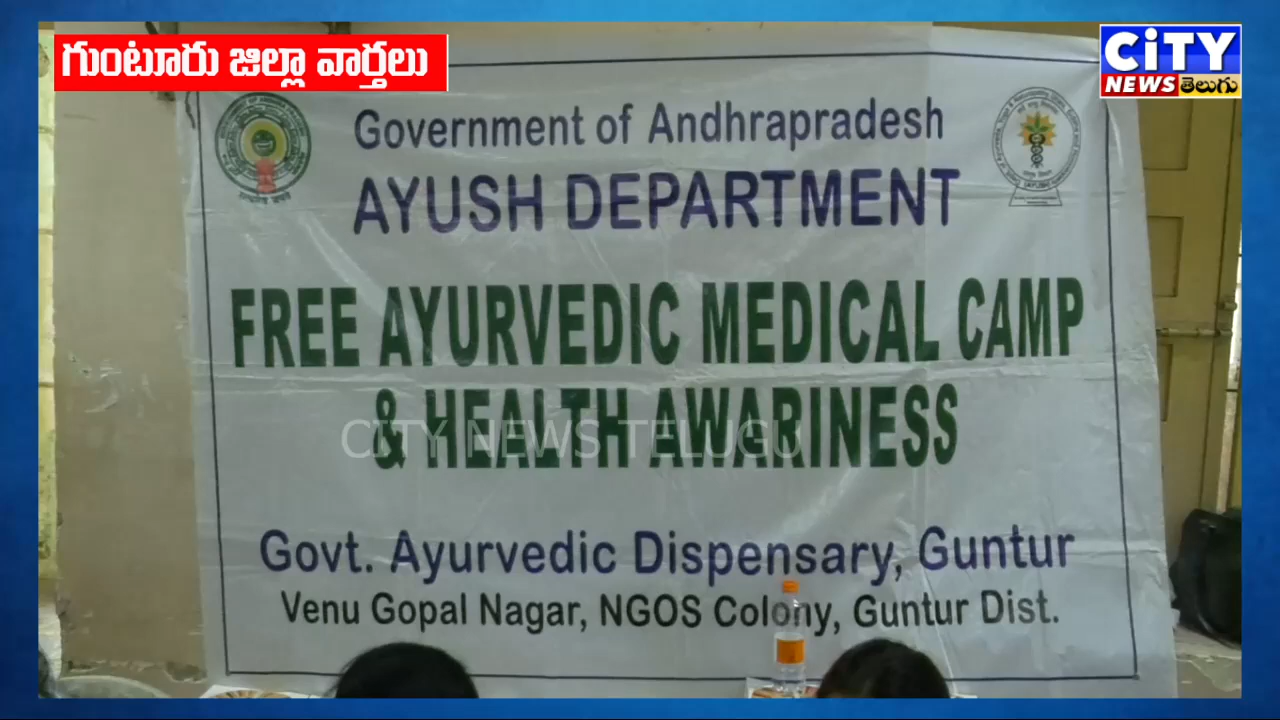 గుంటూరు జిల్లా వార్తలు
CiTY
NEWS తెలుగు
Government of Andhrapradesh
AYUSH DEPARTMENT
FREE AYURVEDIC MEDICAL CAMP
& HEALTH AWARINESS
CITY NEWS TELUGU
Govt. Ayurvedic Dispensary, Guntur
Venu Gopal Nagar, NGOS Colony, Guntur Dist.